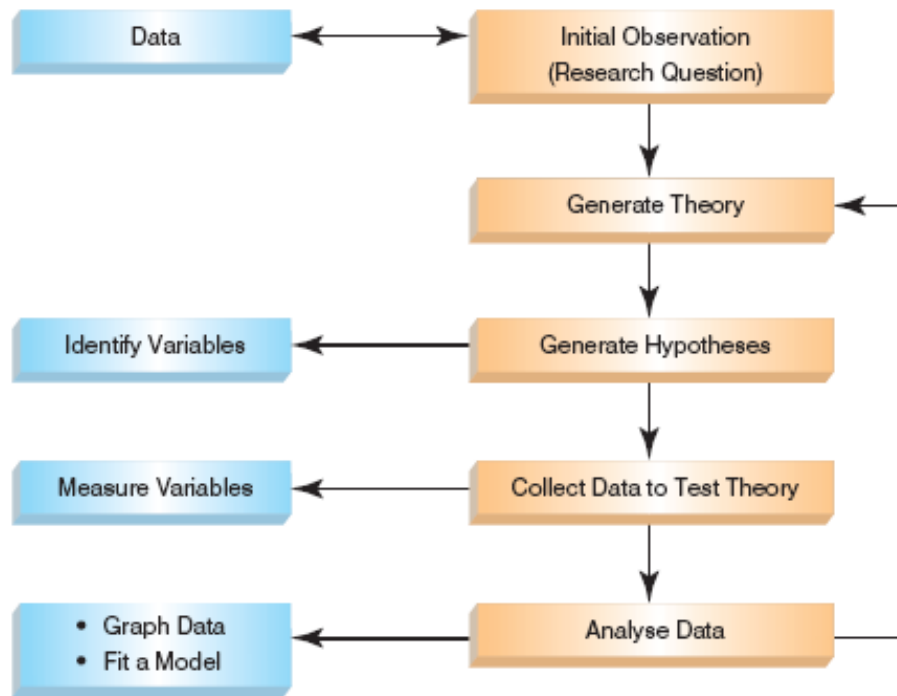 Data
Initial Observation
(Research Question)
Generate Theory
Identify Variables
Generate Hypotheses
Measure Variables
Collect Data to Test Theory
• Graph Data
• Fit a Model
Analyse Data